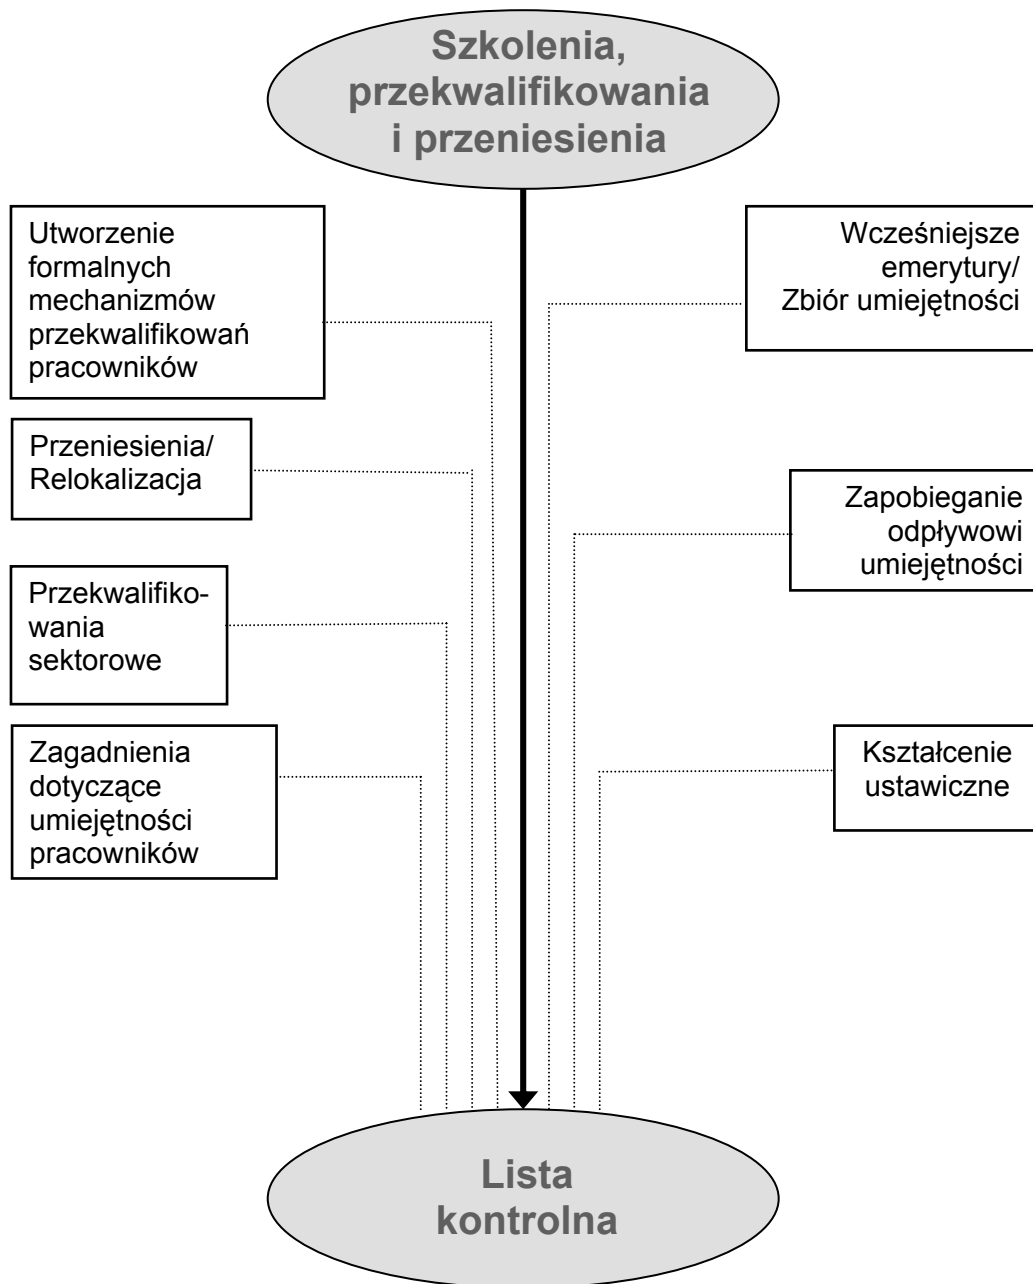 Szkolenia,
przekwalifikowania
i przeniesienia
Utworzenie
formalnych
mechanizmów
przekwalifikowań
pracowników
Wcześniejsze
emerytury/
Zbiór umiejętności
Przeniesienia/
Relokalizacja
Zapobieganie
odpływowi
umiejętności
Przekwalifiko-
wania
sektorowe
Zagadnienia
dotyczące
umiejętności
pracowników
Kształcenie
ustawiczne
Lista
kontrolna